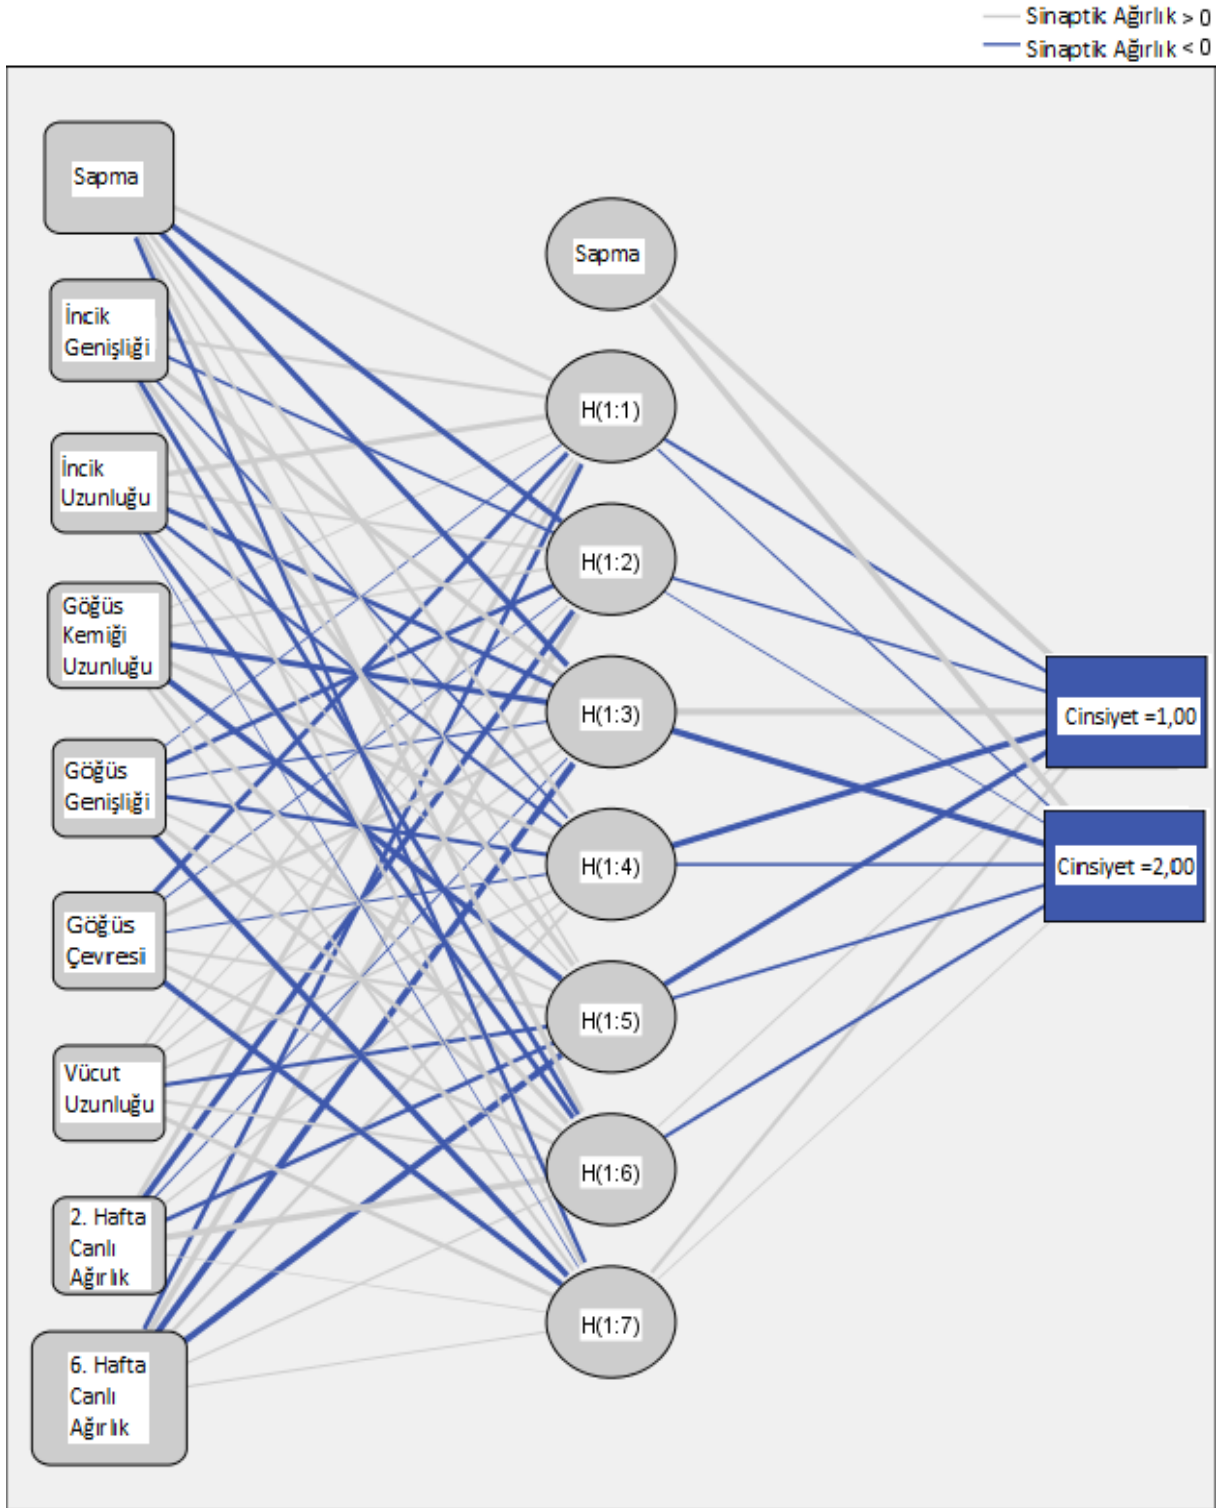 Sinaptik Ağırlık > 0
Sinaptik Ağırlık < 0
Sapma
İncik
Genişliği
İncik
Uzunluğu
Göğüs
Kemiği
Uzunluğu
Göğüs
Genişliği
Göğüs
Çevresi
Vücut
Uzunluğu
2. Hafta
Canlı
Ağırlık
6. Hafta
Canlı
Ağırlık
Sapma
H(1:1)
H(1:2)
H(1:3)
H(1:4)
H(1:5)
H(1:6)
H(1:7)
Cinsiyet =1,00
Cinsiyet =2,00